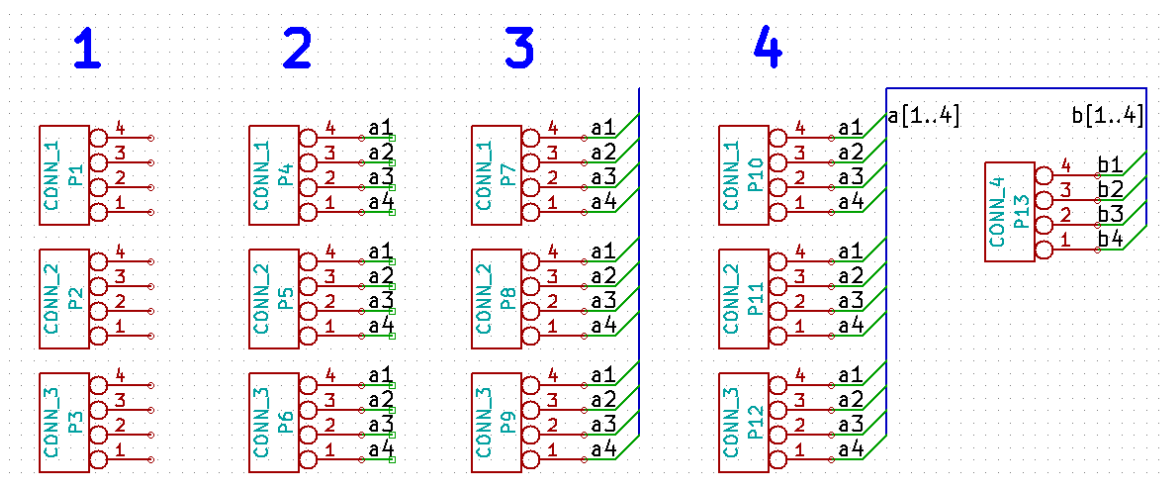 1 2 3 4
a[1..4] b[1..4]
CONN_1 P1 4 3 2 1
CONN_2 P2 4 3 2 1
CONN_3 P3 4 3 2 1
CONN_1 P4 4 a1 3 a2 2 a3 1 a4
CONN_2 P5 4 a1 3 a2 2 a3 1 a4
CONN_3 P6 4 a1 3 a2 2 a3 1 a4
CONN_1 P7 4 a1 3 a2 2 a3 1 a4
CONN_2 P8 4 a1 3 a2 2 a3 1 a4
CONN_3 P9 4 a1 3 a2 2 a3 1 a4
CONN_1 P10 4 a1 3 a2 2 a3 1 a4
CONN_2 P11 4 a1 3 a2 2 a3 1 a4
CONN_3 P12 4 a1 3 a2 2 a3 1 a4
CONN_4 P13 4 b1 3 b2 2 b3 1 b4